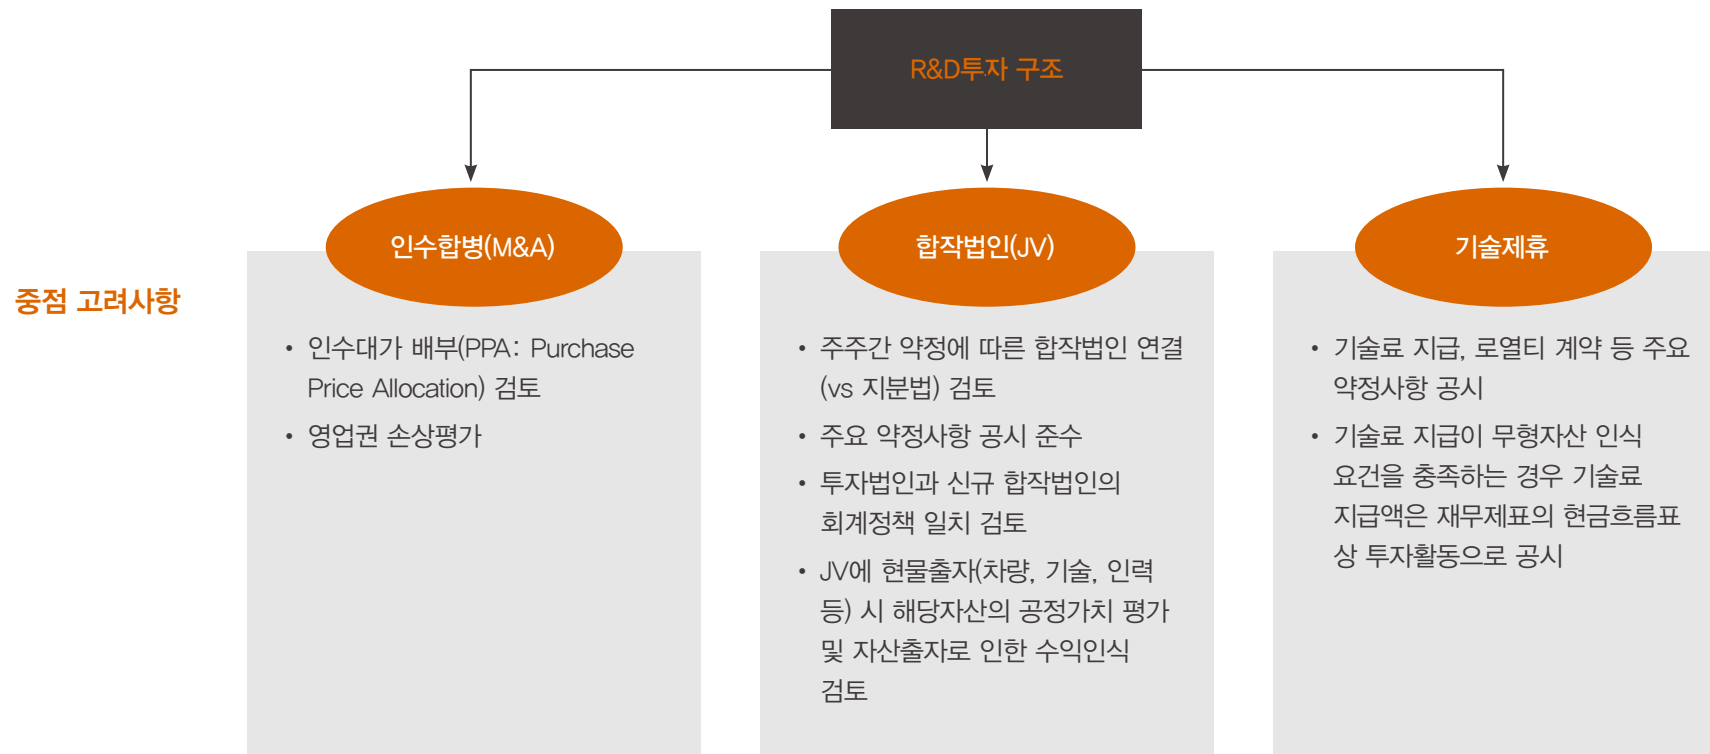 R&D투자 구조
중점 고려사항
인수합병(M&A)
• 인수대가 배부(PPA: Purchase
Price Allocation) 검토
• 영업권 손상평가
합작법인(JV)
• 주주간 약정에 따른 합작법인 연결
(vs 지분법) 검토
• 주요 약정사항 공시 준수
• 투자법인과 신규 합작법인의
회계정책 일치 검토
• JV에 현물출자(차량, 기술, 인력
등) 시 해당자산의 공정가치 평가
및 자산출자로 인한 수익인식
검토
기술제휴
• 기술료 지급, 로열티 계약 등 주요
약정사항 공시
• 기술료 지급이 무형자산 인식
요건을 충족하는 경우 기술료
지급액은 재무제표의 현금흐름표
상 투자활동으로 공시